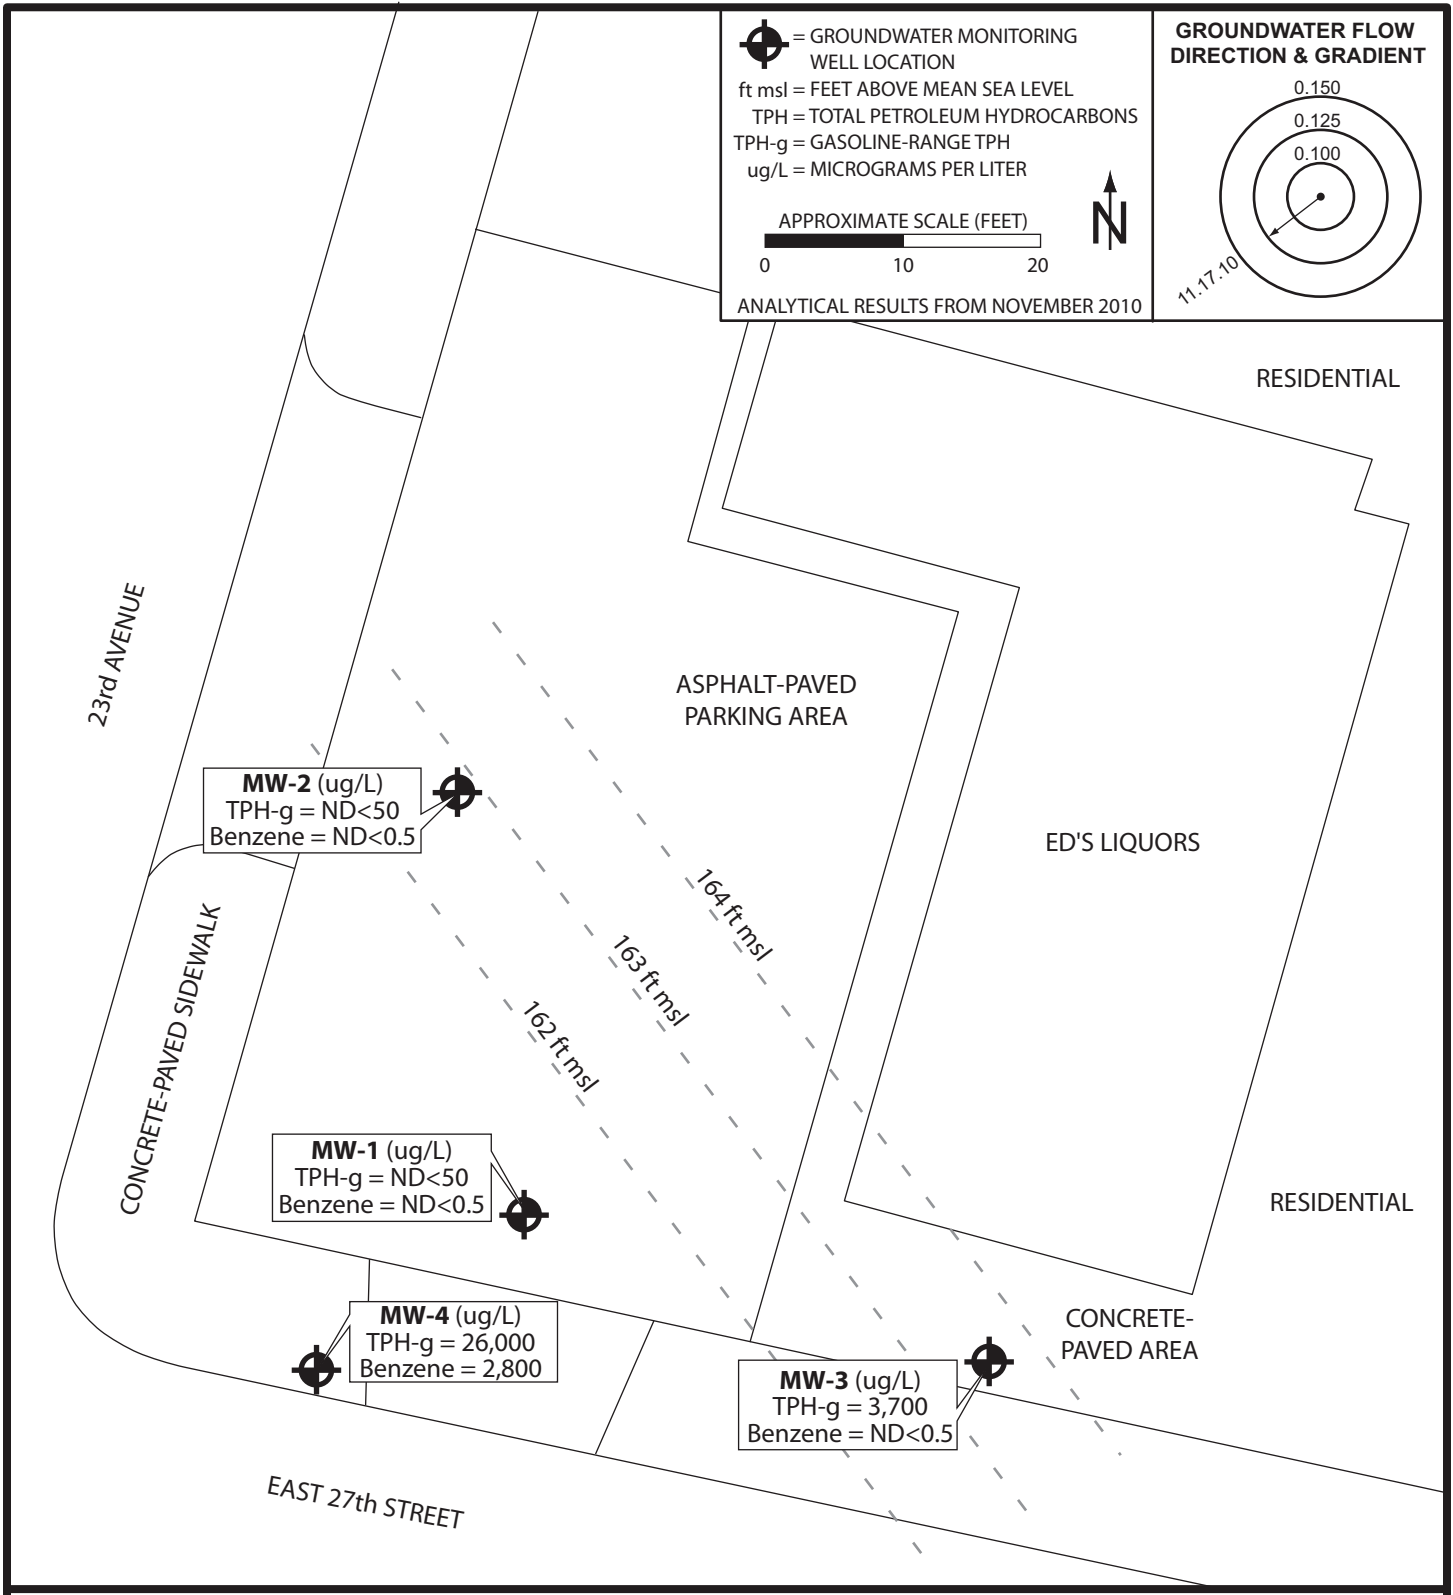 = GROUNDWATER MONITORING
WELL LOCATION
ft msl = FEET ABOVE MEAN SEA LEVEL
TPH = TOTAL PETROLEUM HYDROCARBONS
TPH-g = GASOLINE-RANGE TPH
ug/L = MICROGRAMS PER LITER
APPROXIMATE SCALE (FEET)
0 10 20
N
ANALYTICAL RESULTS FROM NOVEMBER 2010
GROUNDWATER FLOW
DIRECTION & GRADIENT
0.150
0.125
0.100
11.17.10
RESIDENTIAL
23rd AVENUE
ASPHALT-PAVED
PARKING AREA
MW-2 (ug/L)
TPH-g = ND<50
Benzene = ND<0.5
ED'S LIQUORS
164 ft msl
163 ft msl
162 ft msl
CONCRETE-PAVED SIDEWALK
MW-1 (ug/L)
TPH-g = ND<50
Benzene = ND<0.5
RESIDENTIAL
MW-4 (ug/L)
TPH-g = 26,000
Benzene = 2,800
CONCRETE-
PAVED AREA
MW-3 (ug/L)
TPH-g = 3,700
Benzene = ND<0.5
EAST 27th STREET